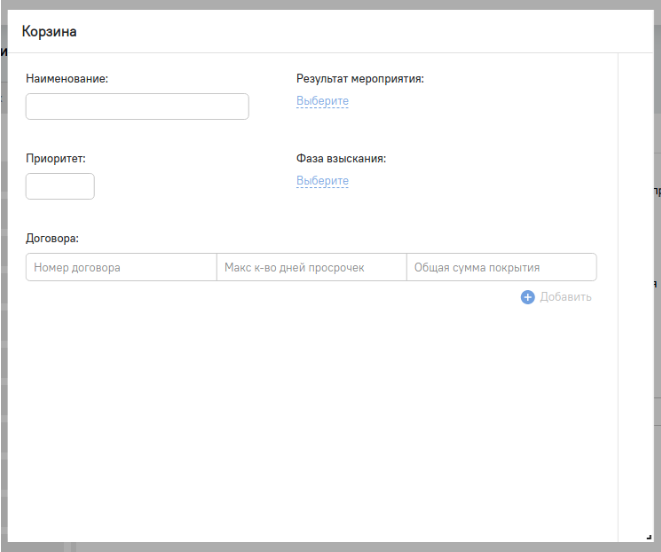 Корзина
Наименование:
Результат мероприятия:
Выберите
Приоритет:
Фаза взыскания:
Выберите
Договора:
Номер договора Макс к-во дней просрочек Общая сумма покрытия
Добавить